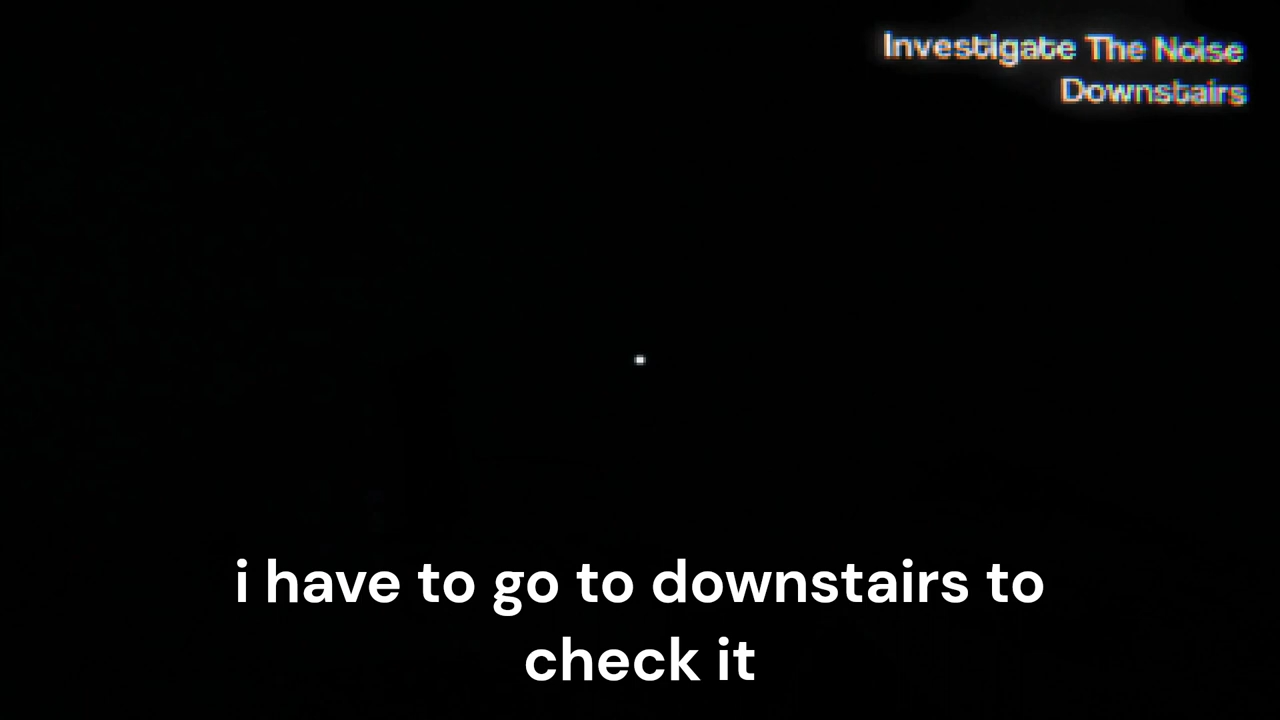 Investigate The Noise
Downstairs
i have to go to downstairs to
check it